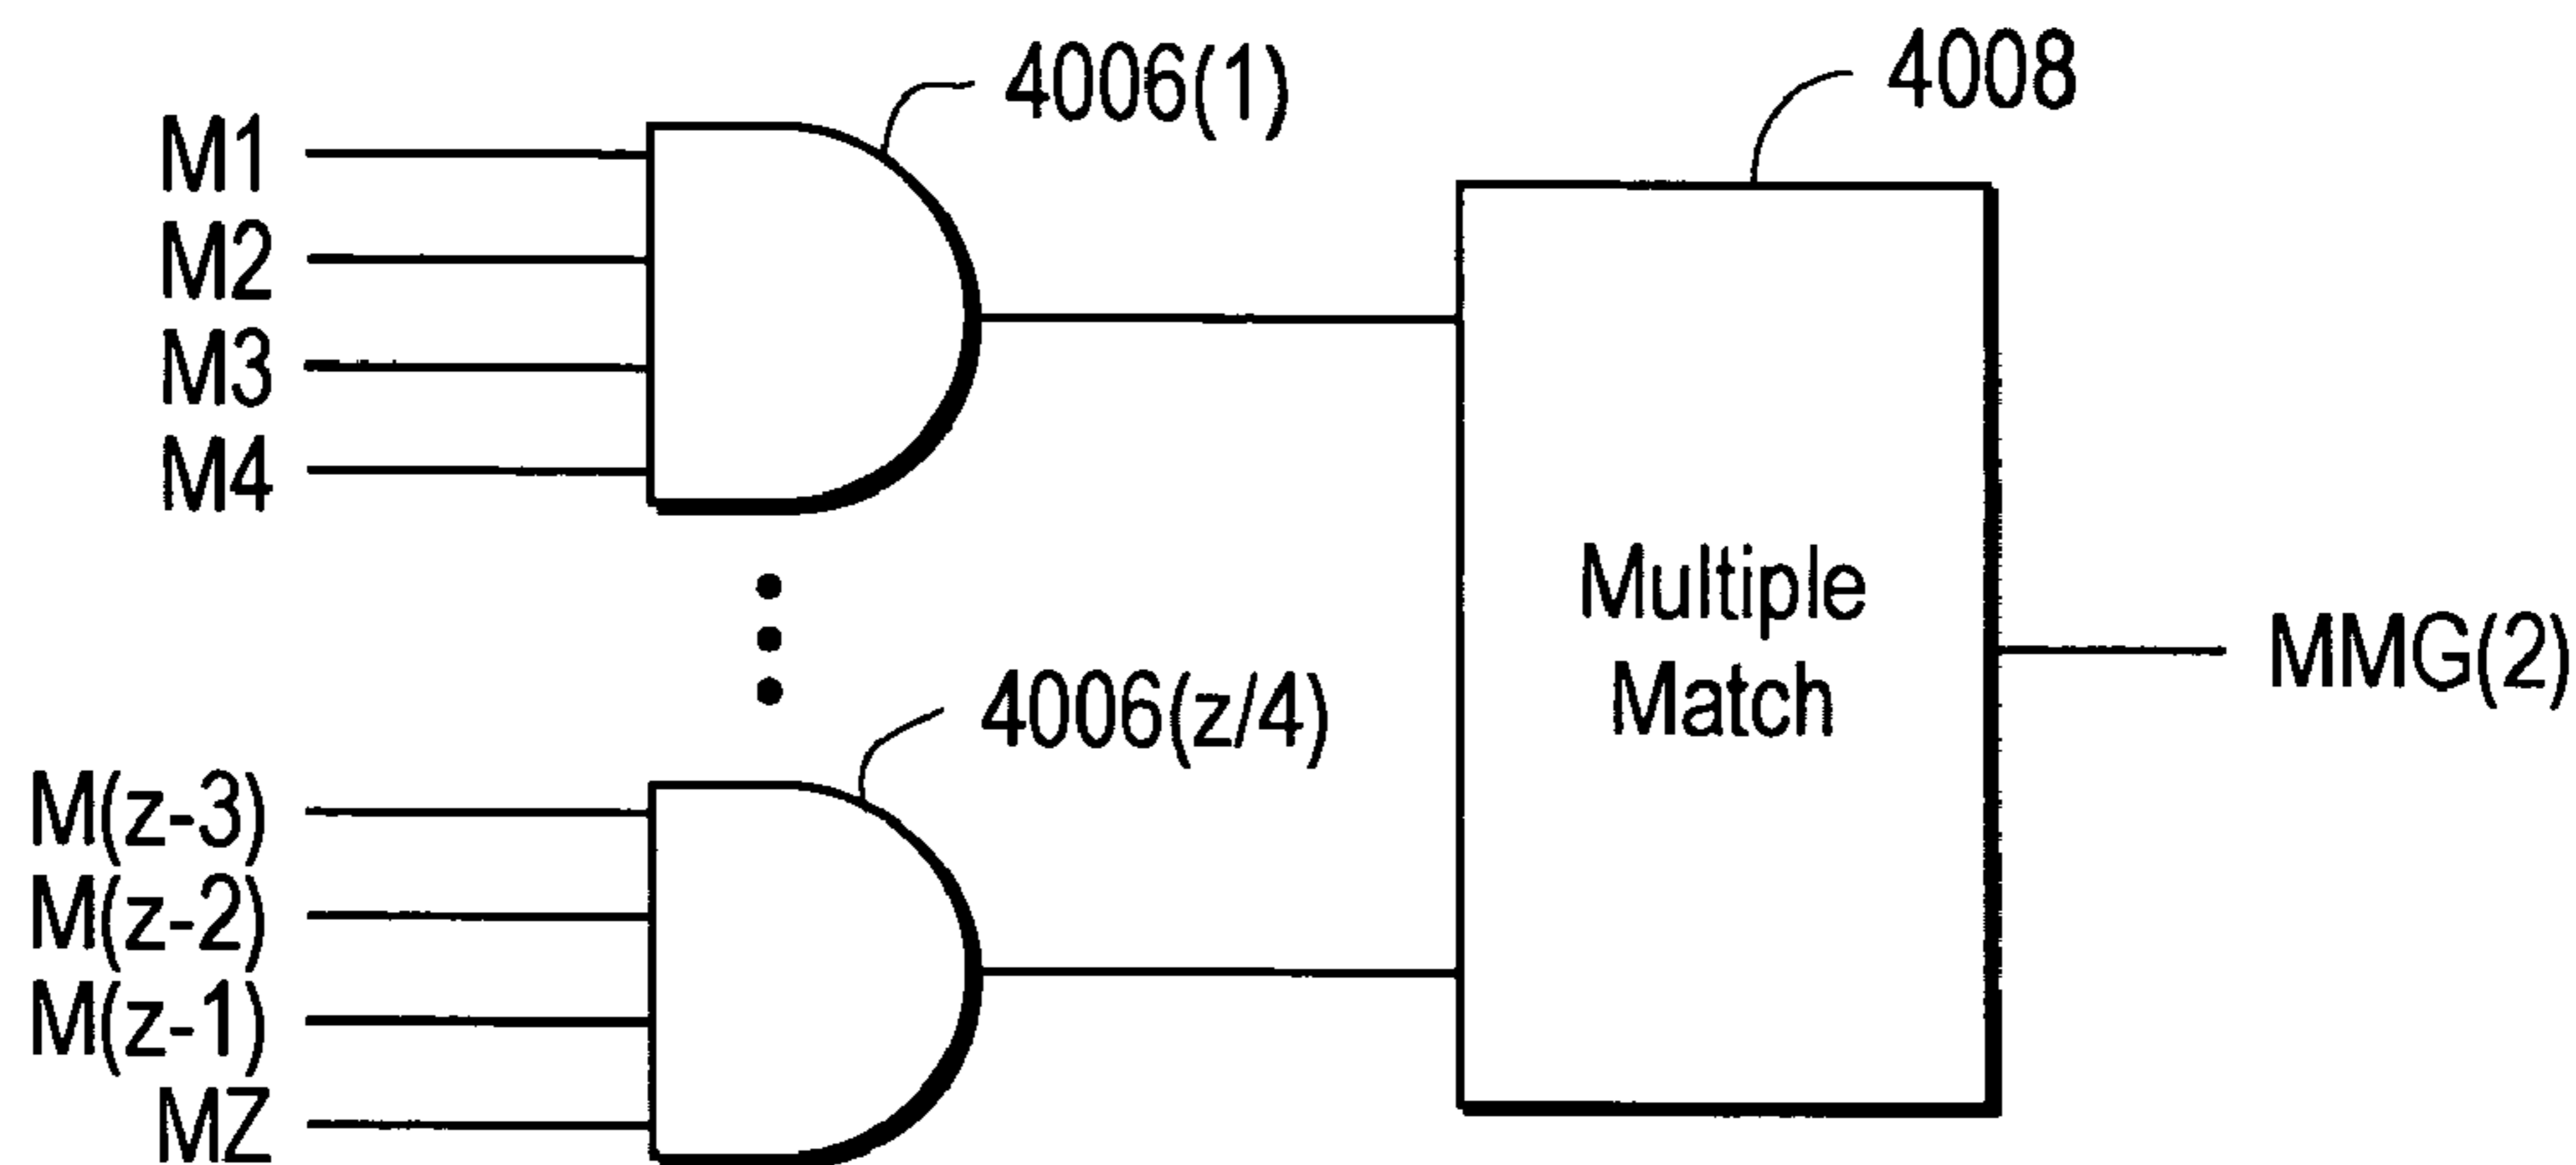 4006(1)
4008
M1
M2
M3
M4
Multiple
Match
MMG(2)
4006(z/4)
M(z-3)
M(z-2)
M(z-1)
MZ